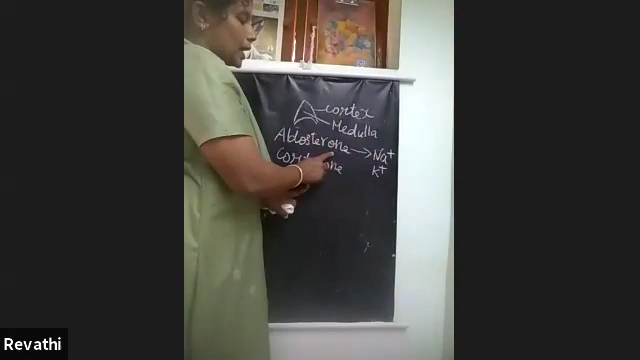 cortex
Medulla
Aldosterone → Na⁺
K⁺
Revathi